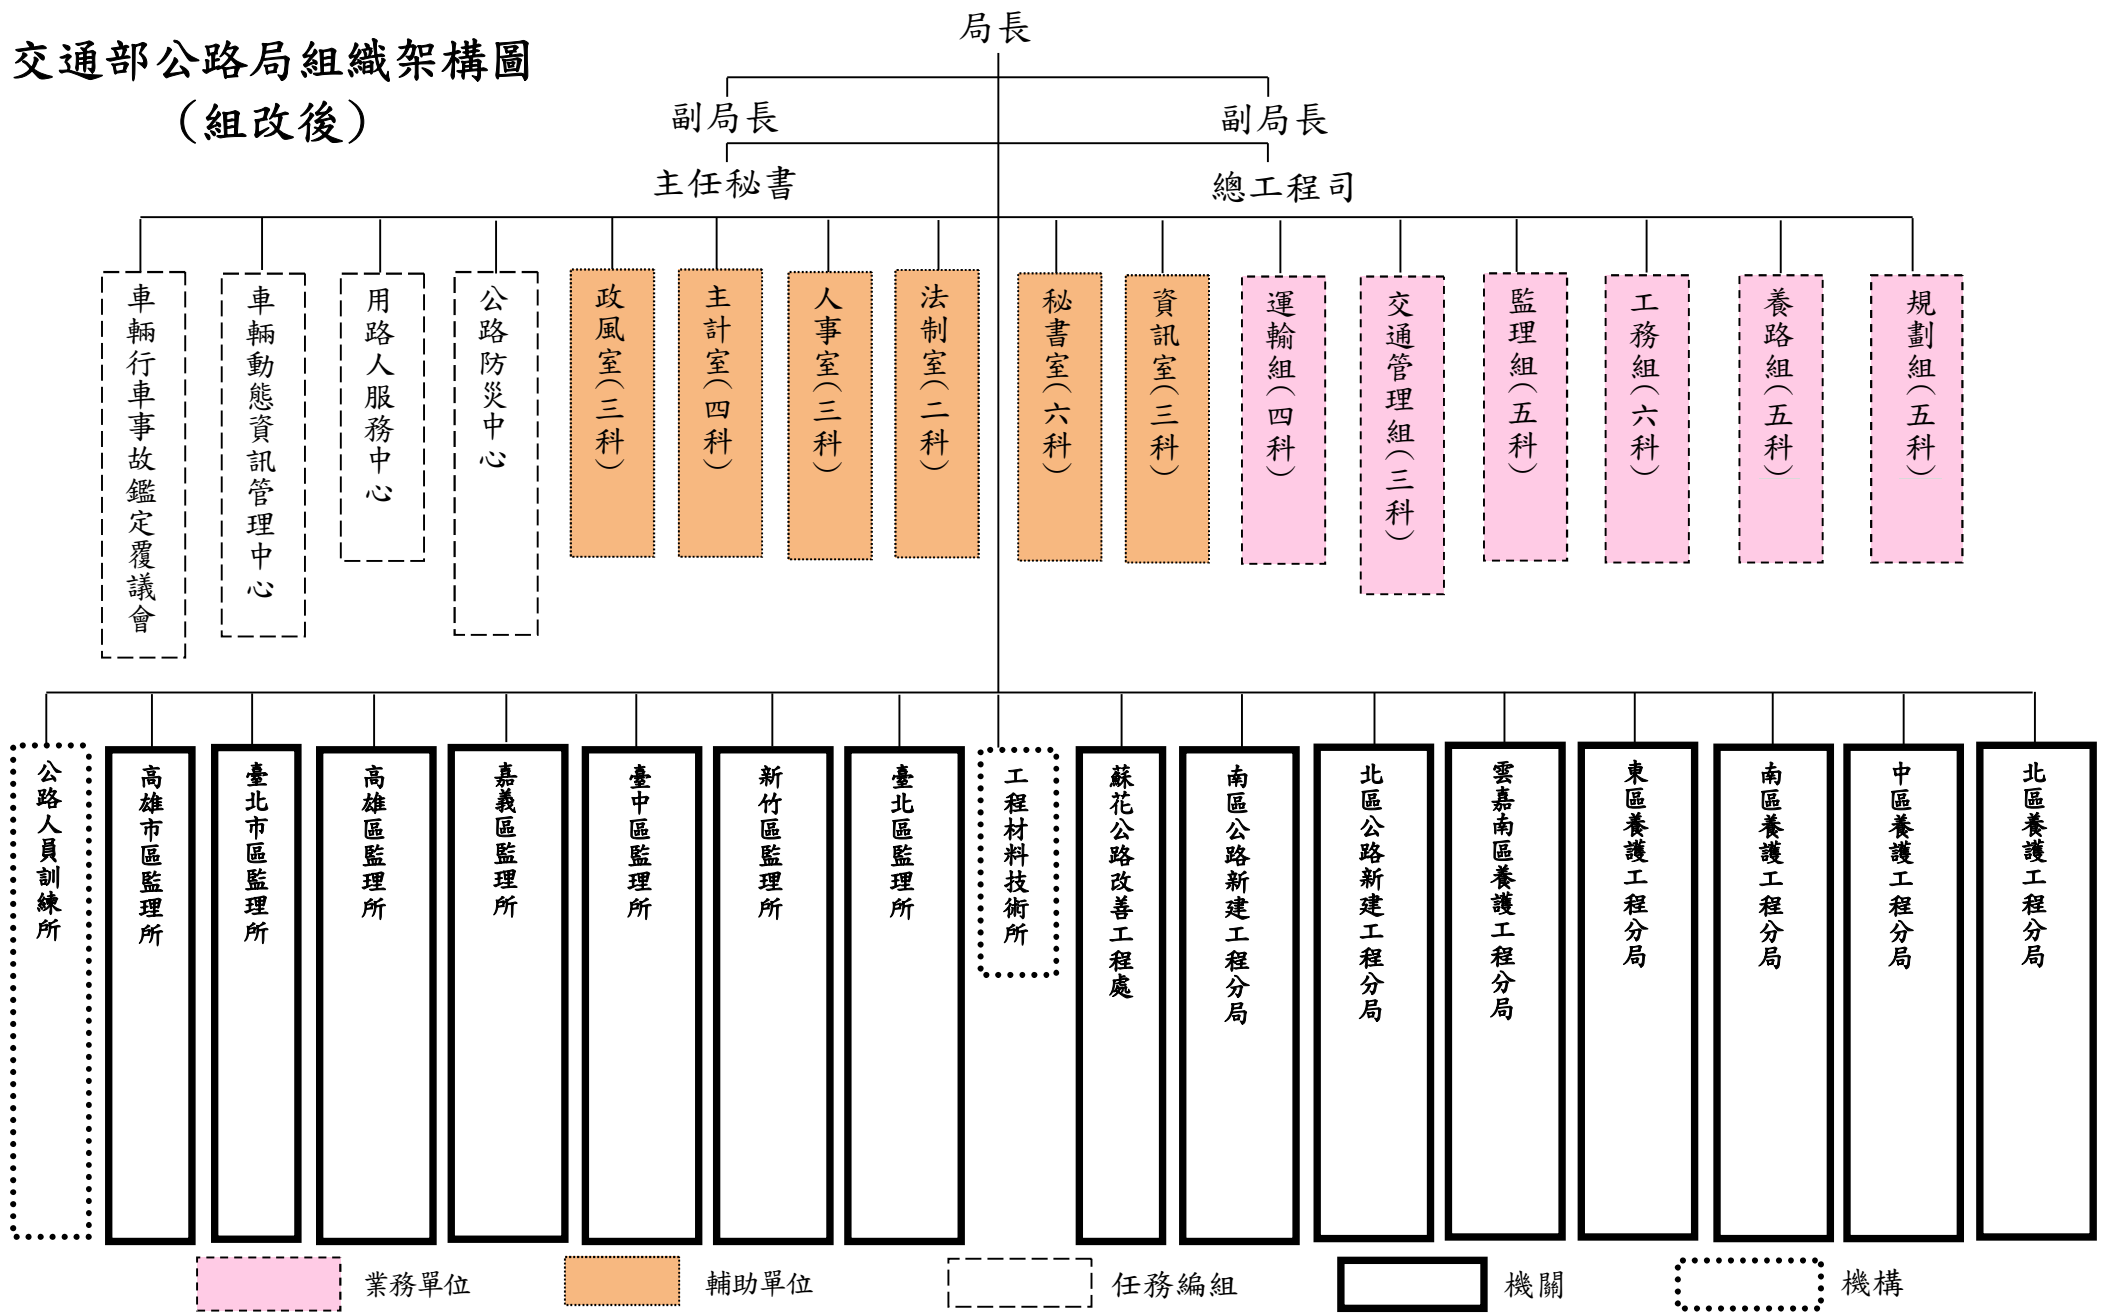 交通部公路局組織架構圖
（組改後）
局長
副局長
副局長
主任秘書
總工程司
車輛行車事故鑑定覆議會
車輛動態資訊管理中心
用路人服務中心
公路防災中心
政風室（三科）
主計室（四科）
人事室（三科）
法制室（二科）
秘書室（六科）
資訊室（三科）
運輸組（四科）
交通管理組（三科）
監理組（五科）
工務組（六科）
養路組（五科）
規劃組（五科）
公路人員訓練所
高雄市區監理所
臺北市區監理所
高雄區監理所
嘉義區監理所
臺中區監理所
新竹區監理所
臺北區監理所
工程材料技術所
蘇花公路改善工程處
南區公路新建工程分局
北區公路新建工程分局
雲嘉南區養護工程分局
東區養護工程分局
南區養護工程分局
中區養護工程分局
北區養護工程分局
業務單位
輔助單位
任務編組
機關
機構